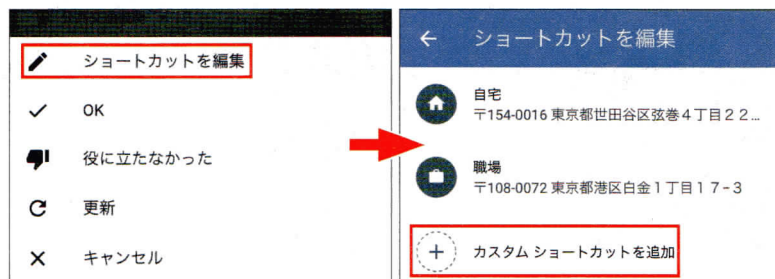 ショートカットを編集
OK
役に立たなかった
更新
キャンセル
ショートカットを編集
自宅
〒154-0016 東京都世田谷区弦巻4丁目22...
職場
〒108-0072 東京都港区白金1丁目17-3
カスタム ショートカットを追加